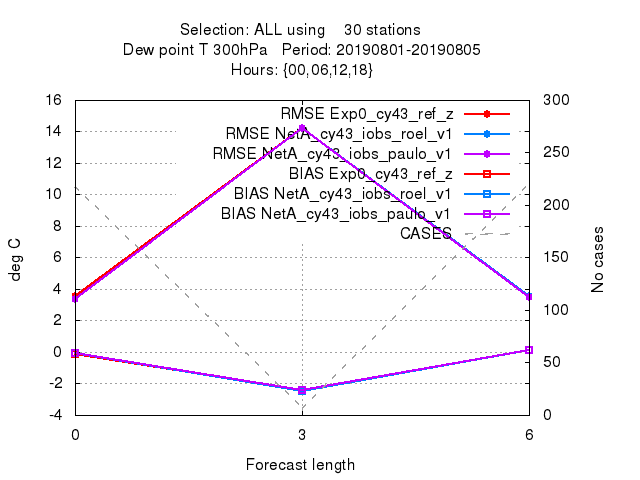 Selection: ALL using 30 stations
Dew point T 300hPa Period: 20190801-20190805
Hours: {00,06,12,18}
RMSE Exp0_cy43_ref_z
RMSE NetA_cy43_iobs_roel_v1
RMSE NetA_cy43_iobs_paulo_v1
BIAS Exp0_cy43_ref_z
BIAS NetA_cy43_iobs_roel_v1
BIAS NetA_cy43_iobs_paulo_v1
CASES
deg C
16
14
12
10
8
6
4
2
0
-2
-4
300
250
200
150
100
50
0
No cases
0 3 6
Forecast length